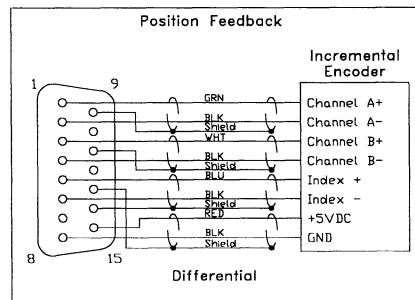 Position Feedback
Incremental
Encoder
1
9
GRN
Channel A+
BLK
Channel A-
Shield
WHT
Channel B+
BLK
Channel B-
Shield
BLU
Index +
BLK
Index -
Shield
RED
+5VDC
BLK
GND
Shield
8
15
Differential